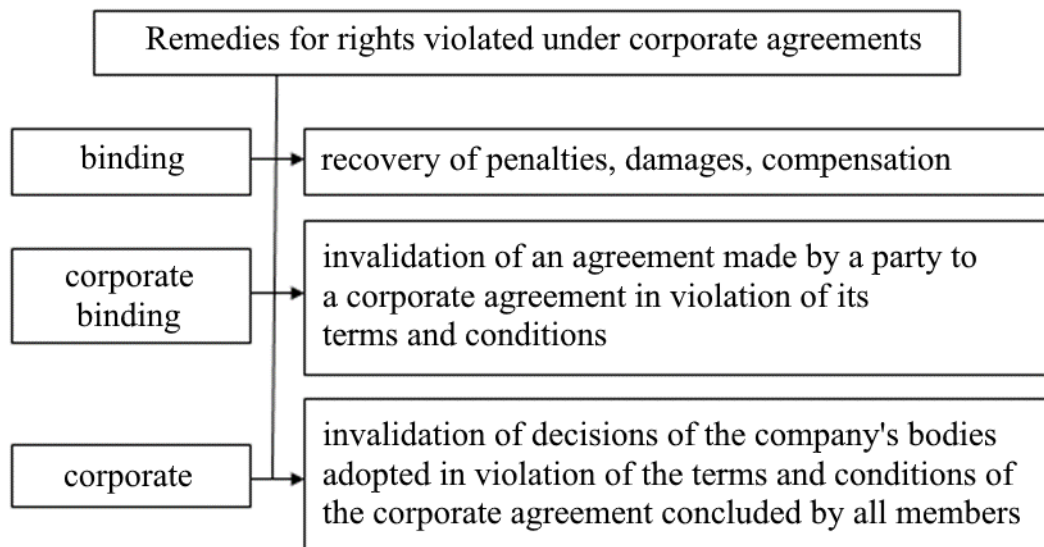 Remedies for rights violated under corporate agreements
binding
recovery of penalties, damages, compensation
corporate
binding
invalidation of an agreement made by a party to
a corporate agreement in violation of its
terms and conditions
corporate
invalidation of decisions of the company's bodies
adopted in violation of the terms and conditions of
the corporate agreement concluded by all members